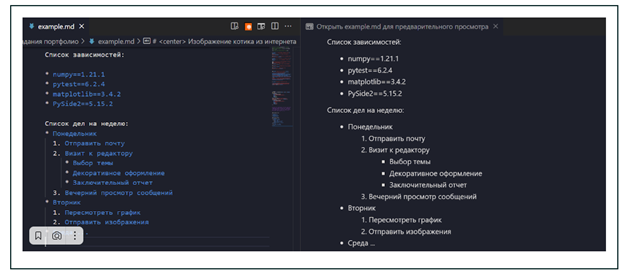 example.md
Открыть example.md для предварительного просмотра
дания портфолио > example.md > # <center> Изображение котика из интернета
Список зависимостей:
* numpy==1.21.1
* pytest==6.2.4
* matplotlib==3.4.2
* PySide2==5.15.2
Список дел на неделю:
* Понедельник
1. Отправить почту
2. Визит к редактору
* Выбор темы
* Декоративное оформление
* Заключительный отчет
3. Вечерний просмотр сообщений
* Вторник
1. Пересмотреть график
2. Отправить изображения
Список зависимостей:
• numpy==1.21.1
• pytest==6.2.4
• matplotlib==3.4.2
• PySide2==5.15.2
Список дел на неделю:
• Понедельник
1. Отправить почту
2. Визит к редактору
▪ Выбор темы
▪ Декоративное оформление
▪ Заключительный отчет
3. Вечерний просмотр сообщений
• Вторник
1. Пересмотреть график
2. Отправить изображения
• Среда ...